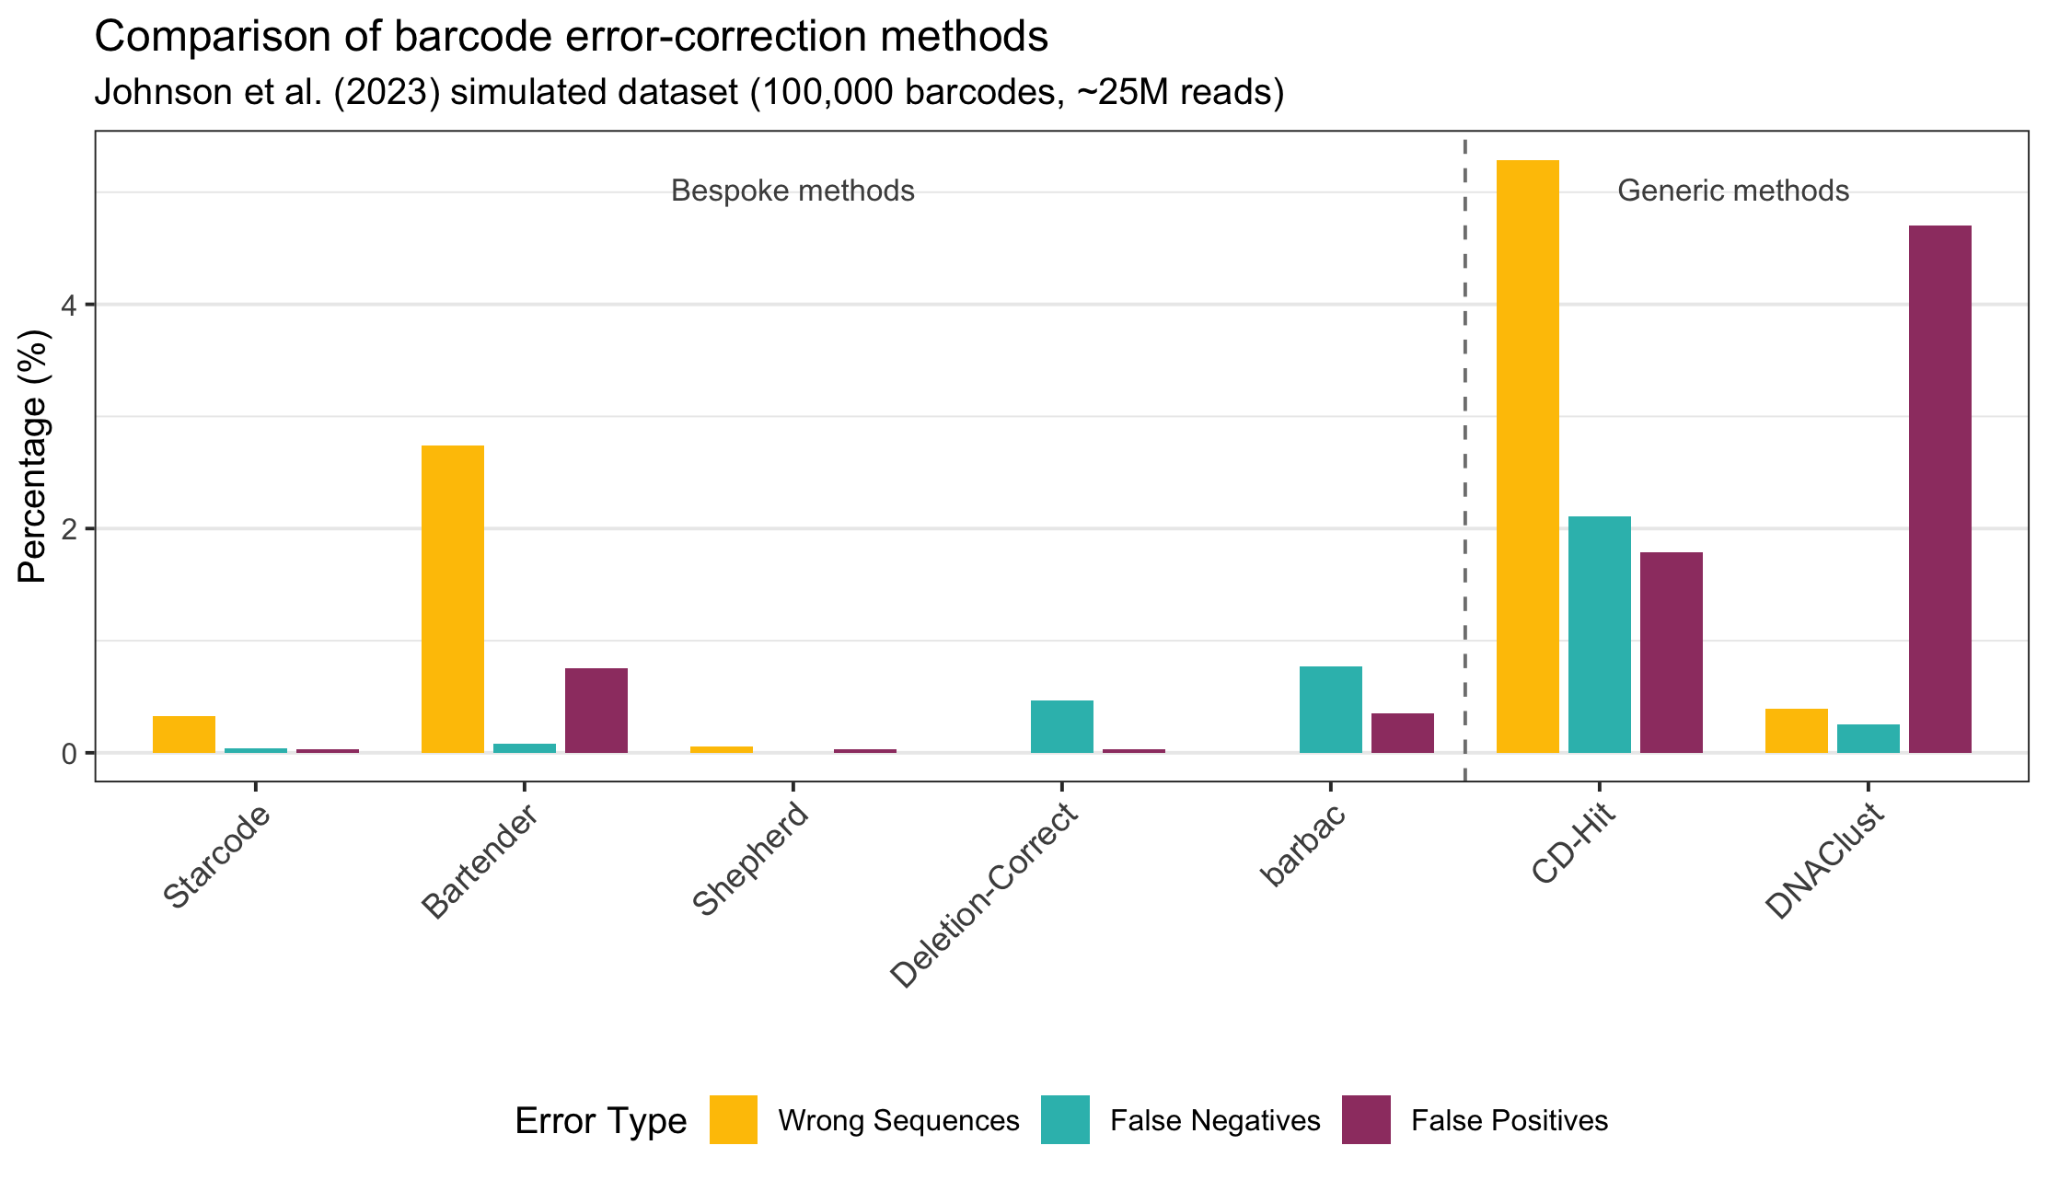 Comparison of barcode error-correction methods
Johnson et al. (2023) simulated dataset (100,000 barcodes, ~25M reads)
Bespoke methods
Generic methods
Percentage (%)
4
2
0
Starcode
Bartender
Shepherd
Deletion-Correct
barbac
CD-Hit
DNAClust
Error Type
Wrong Sequences
False Negatives
False Positives